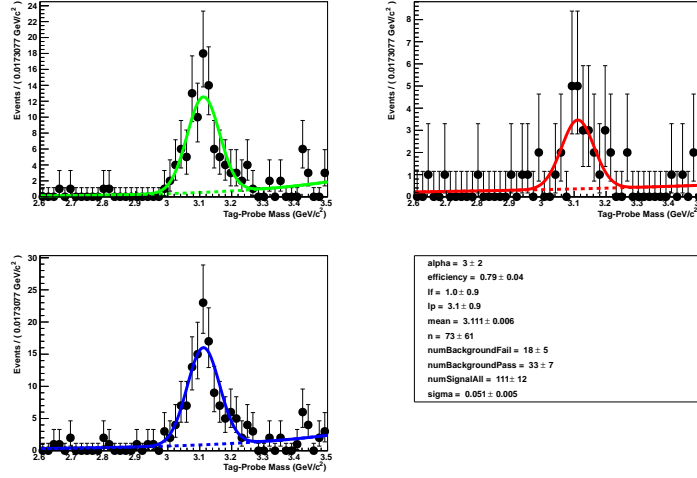 Events / ( 0.0173077 GeV/c² )
24
22
20
18
16
14
12
10
8
6
4
2
0
2.6 2.7 2.8 2.9 3 3.1 3.2 3.3 3.4 3.5
Tag-Probe Mass (GeV/c²)
Events / ( 0.0173077 GeV/c² )
8
7
6
5
4
3
2
1
0
2.6 2.7 2.8 2.9 3 3.1 3.2 3.3 3.4 3.5
Tag-Probe Mass (GeV/c²)
Events / ( 0.0173077 GeV/c² )
30
25
20
15
10
5
0
2.6 2.7 2.8 2.9 3 3.1 3.2 3.3 3.4 3.5
Tag-Probe Mass (GeV/c²)
alpha = 3 ± 2
efficiency = 0.79 ± 0.04
lf = 1.0 ± 0.9
lp = 3.1 ± 0.9
mean = 3.111 ± 0.006
n = 73 ± 61
numBackgroundFail = 18 ± 5
numBackgroundPass = 33 ± 7
numSignalAll = 111 ± 12
sigma = 0.051 ± 0.005